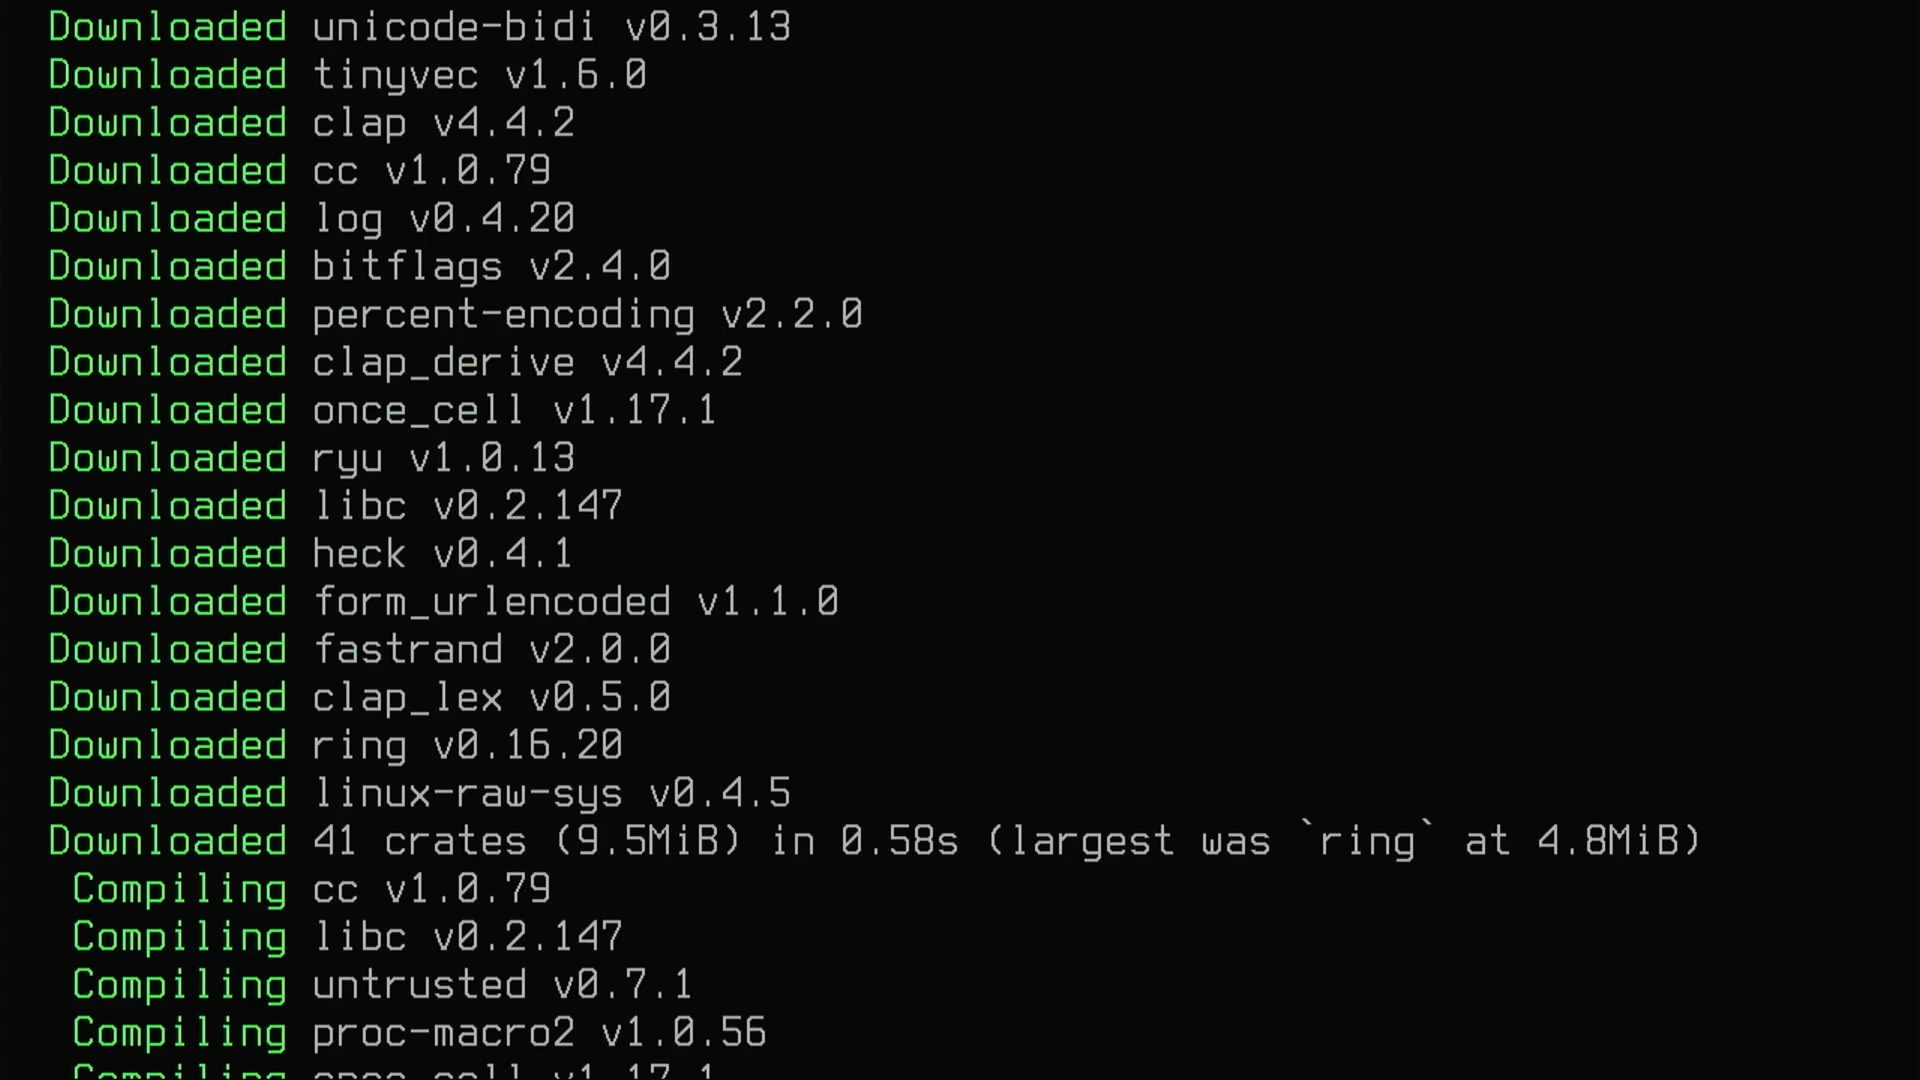 Downloaded unicode-bidi v0.3.13
Downloaded tinyvec v1.6.0
Downloaded clap v4.4.2
Downloaded cc v1.0.79
Downloaded log v0.4.20
Downloaded bitflags v2.4.0
Downloaded percent-encoding v2.2.0
Downloaded clap_derive v4.4.2
Downloaded once_cell v1.17.1
Downloaded ryu v1.0.13
Downloaded libc v0.2.147
Downloaded heck v0.4.1
Downloaded form_urlencoded v1.1.0
Downloaded fastrand v2.0.0
Downloaded clap_lex v0.5.0
Downloaded ring v0.16.20
Downloaded linux-raw-sys v0.4.5
Downloaded 41 crates (9.5MiB) in 0.58s (largest was `ring` at 4.8MiB)
Compiling cc v1.0.79
Compiling libc v0.2.147
Compiling untrusted v0.7.1
Compiling proc-macro2 v1.0.56
Compiling once_cell v1.17.1